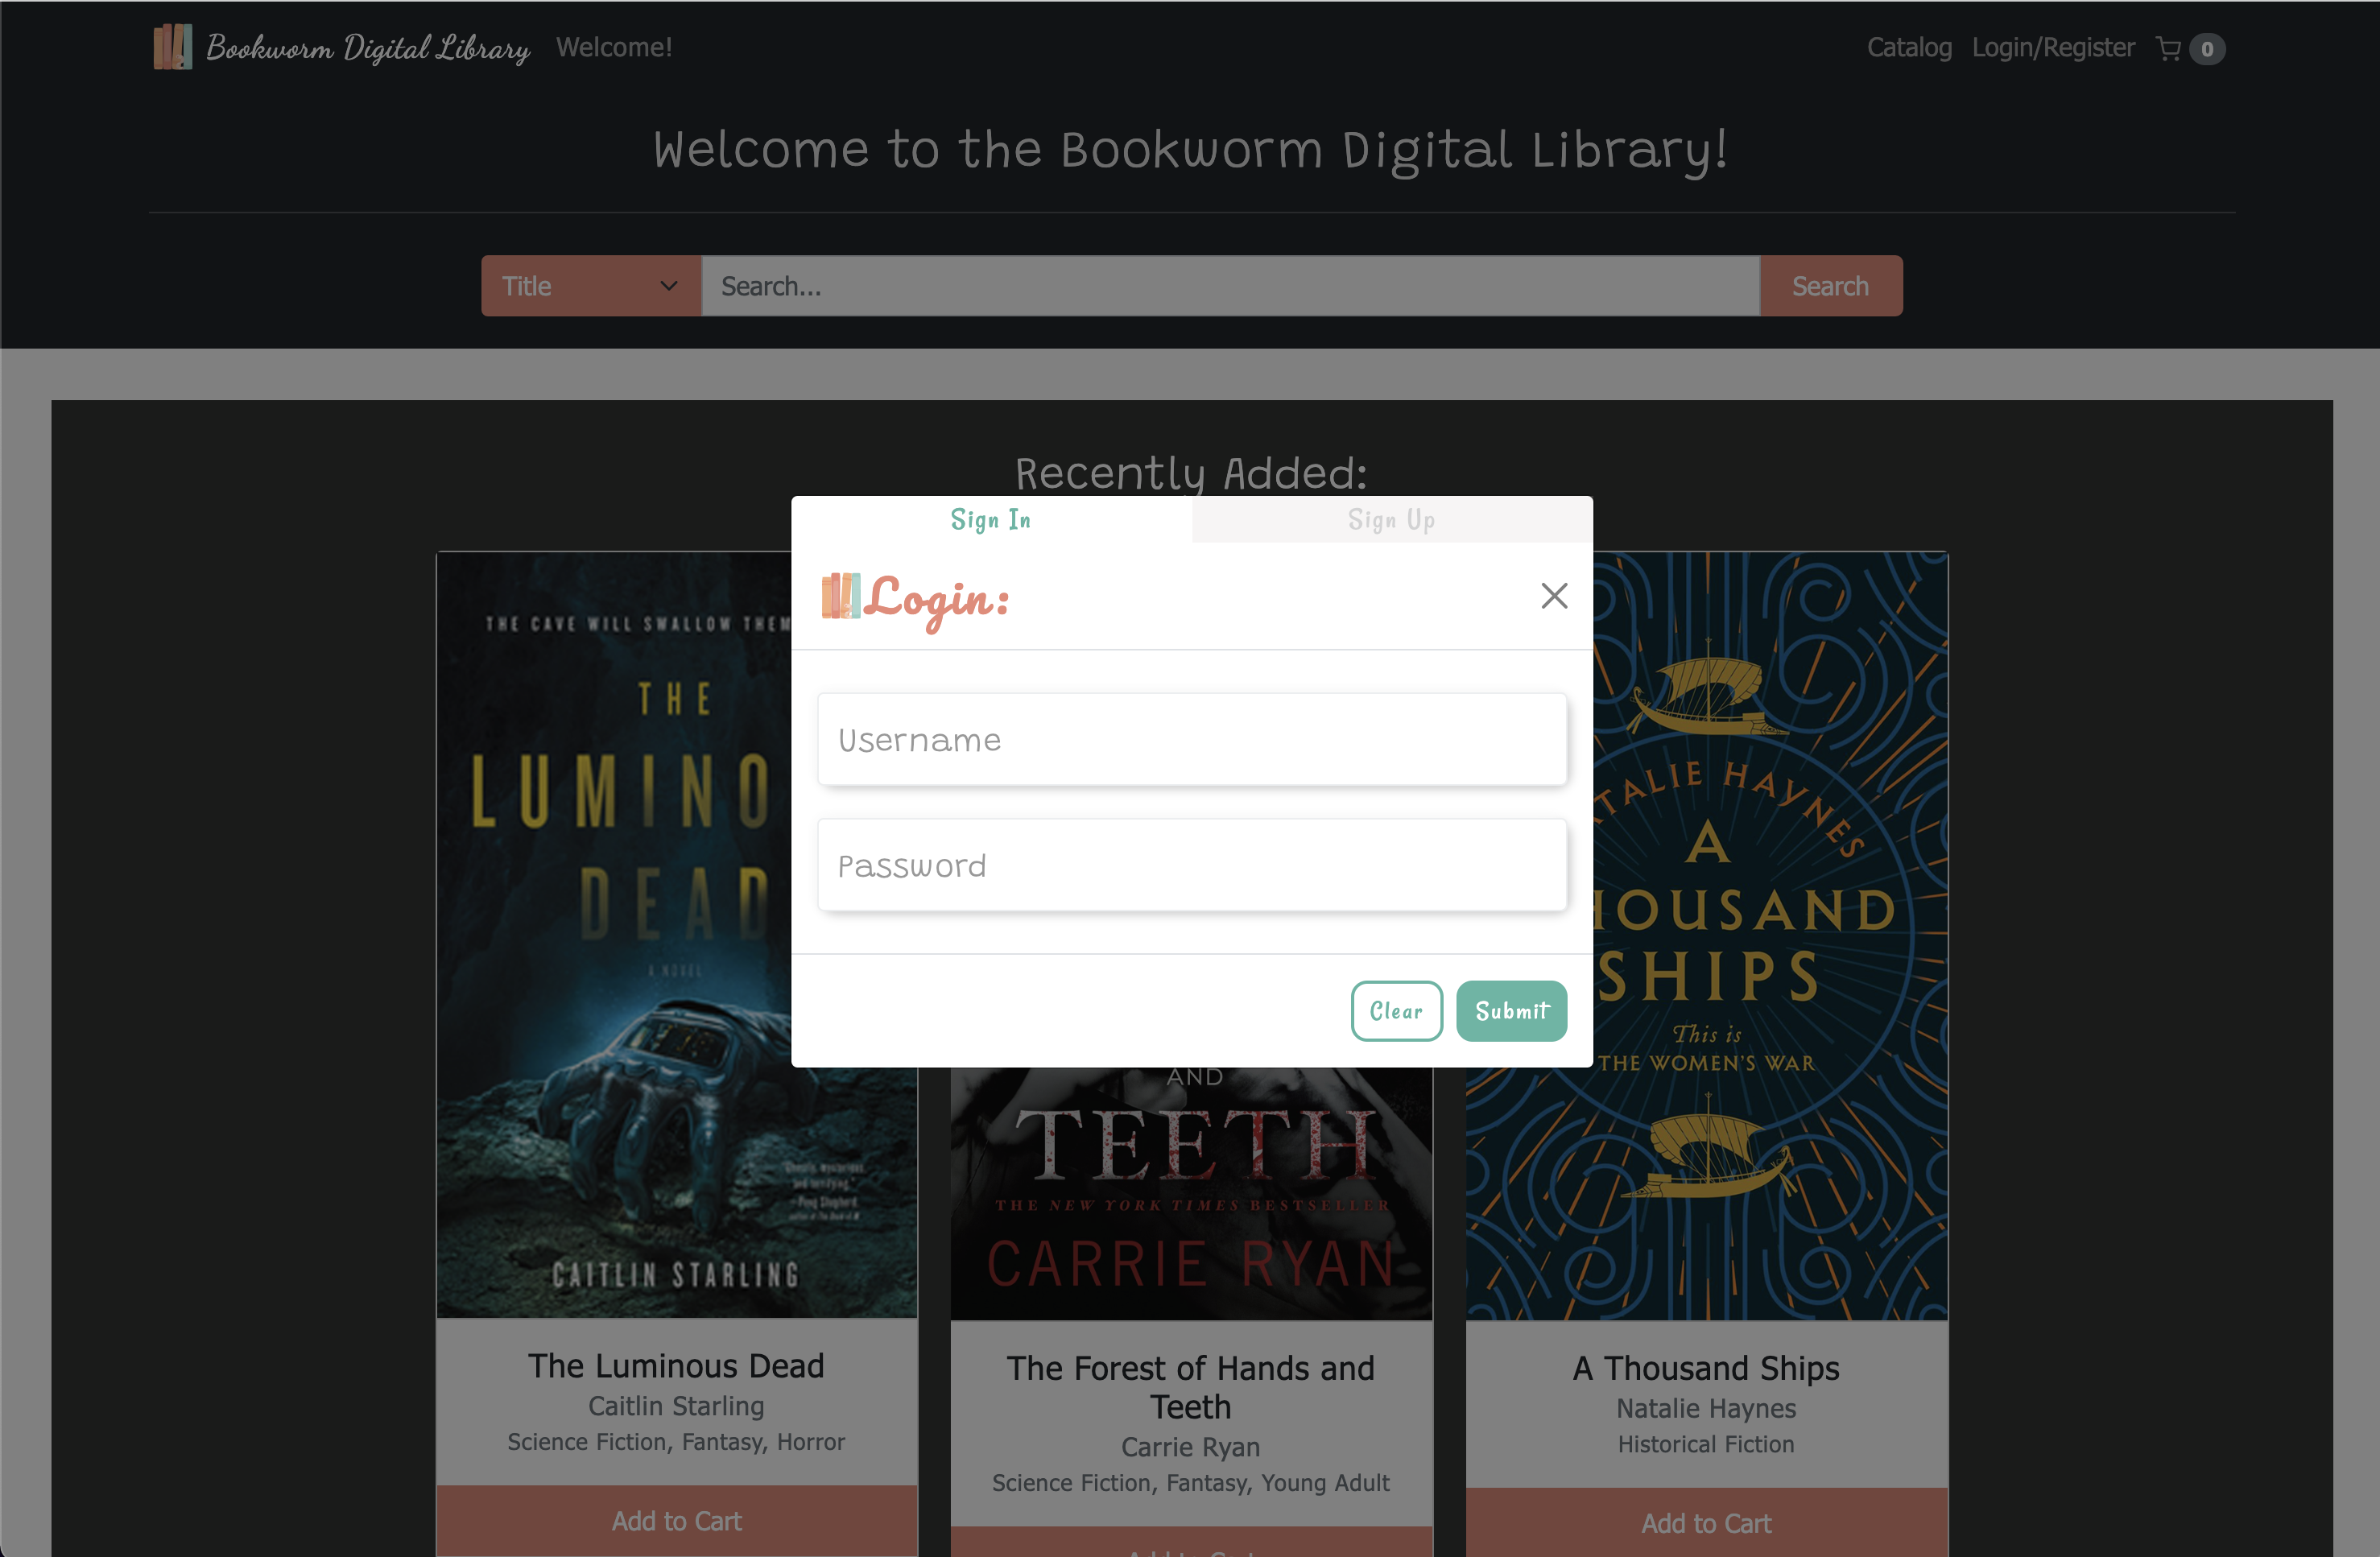 Bookworm Digital Library Welcome! Catalog Login/Register 0
Welcome to the Bookworm Digital Library!
Title Search... Search
Recently Added:
Sign In Sign Up
Login:
Username
Password
Clear Submit
THE CAVE WILL SWALLOW THEM
THE
LUMINO
DEAD
A NOVEL
CAITLIN STARLING
The Luminous Dead
Caitlin Starling
Science Fiction, Fantasy, Horror
Add to Cart
AND
TEETH
THE NEW YORK TIMES BESTSELLER
CARRIE RYAN
The Forest of Hands and
Teeth
Carrie Ryan
Science Fiction, Fantasy, Young Adult
Add to Cart
TALIE HAYNES
A
HOUSAND
SHIPS
This is
THE WOMEN'S WAR
A Thousand Ships
Natalie Haynes
Historical Fiction
Add to Cart